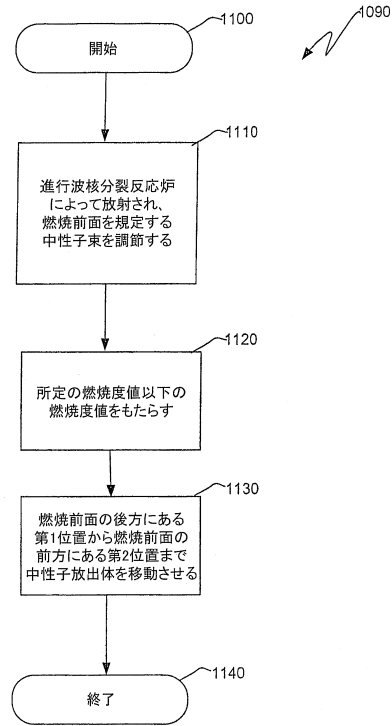 1090
1100
開始
1110
進行波核分裂反応炉
によって放射され、
燃焼前面を規定する
中性子束を調節する
1120
所定の燃焼度値以下の
燃焼度値をもたらす
1130
燃焼前面の後方にある
第1位置から燃焼前面の
前方にある第2位置まで
中性子放出体を移動させる
1140
終了